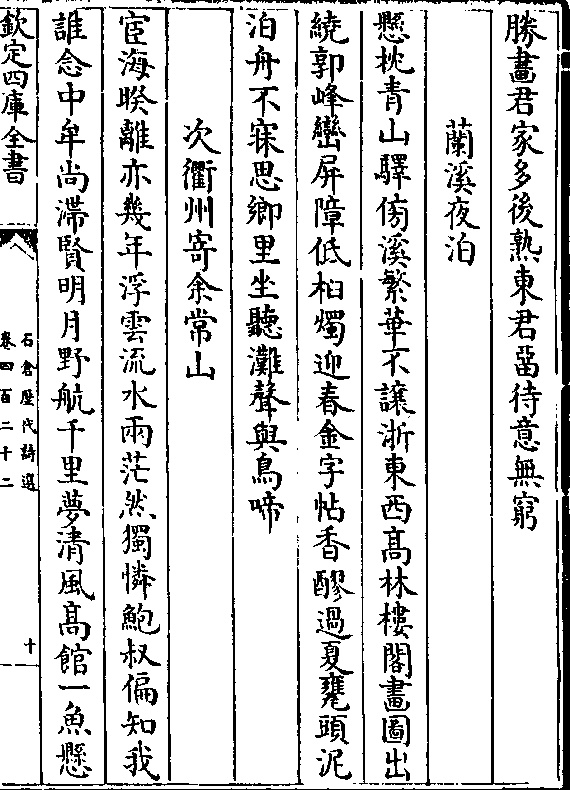 勝畫君家多後熟東君畱待意無窮
蘭溪夜泊
懸枕青山驛傍溪繁華不讓浙東西髙林樓閣畫圖出
繞郭峰巒屏障低桕燭迎春金字帖香醪過夏甕頭泥
泊舟不寐思鄉里坐聽灘聲與鳥啼
次衢州寄余常山
宦海暌離亦幾年浮雲流水兩茫然獨憐鮑叔偏知我
誰念中牟尚滯賢明月野航千里夢清風髙館一魚懸
欽定四庫全書
石倉歴代詩選
卷四百二十二
十